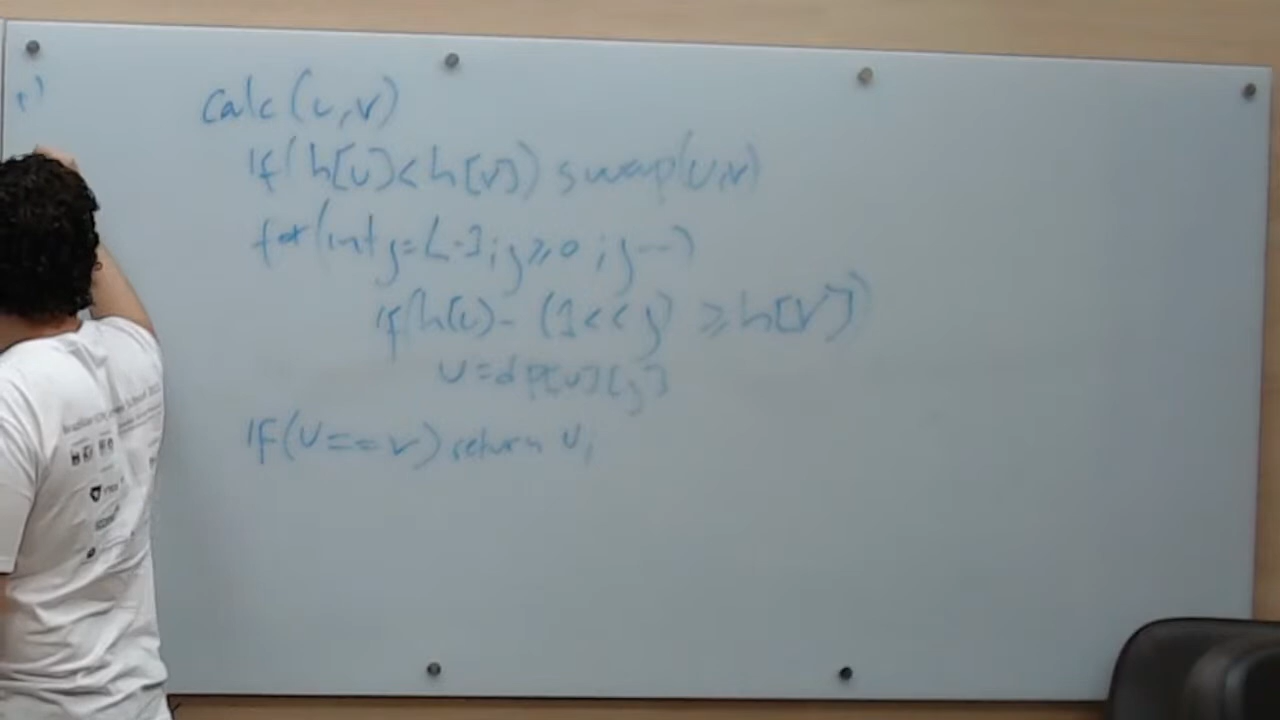 calc(u,v)
If(h[u]<h[v]) swap(u,v)
for(int j=L-1;j≥0;j--)
if(h[u]-(1<<j)≥h[v])
u=dp[u][j]
If(u==v) return u;